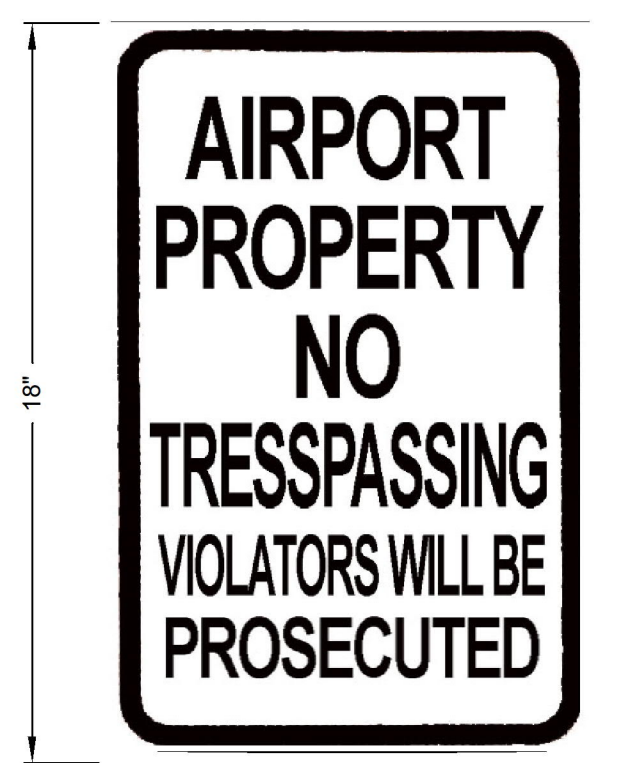 18"
AIRPORT
PROPERTY
NO
TRESSPASSING
VIOLATORS WILL BE
PROSECUTED